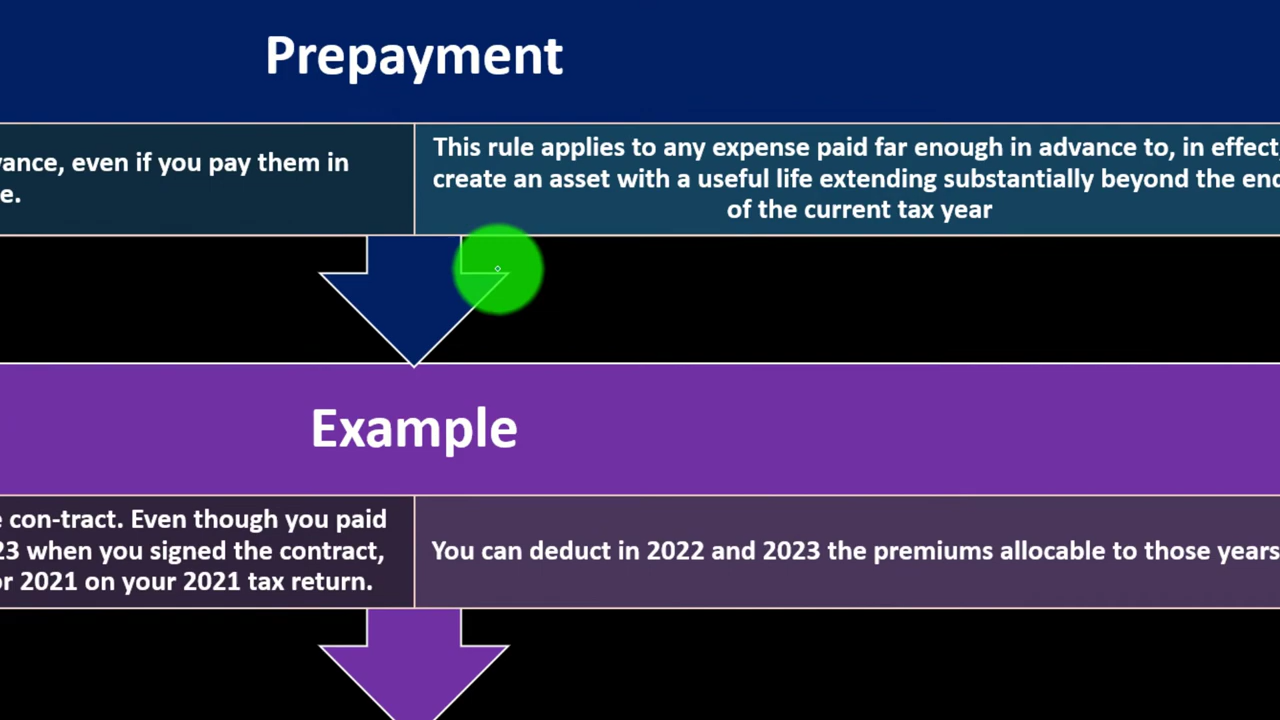 Prepayment
vance, even if you pay them in
e.
This rule applies to any expense paid far enough in advance to, in effect,
create an asset with a useful life extending substantially beyond the end
of the current tax year
Example
e con-tract. Even though you paid
23 when you signed the contract,
or 2021 on your 2021 tax return.
You can deduct in 2022 and 2023 the premiums allocable to those years